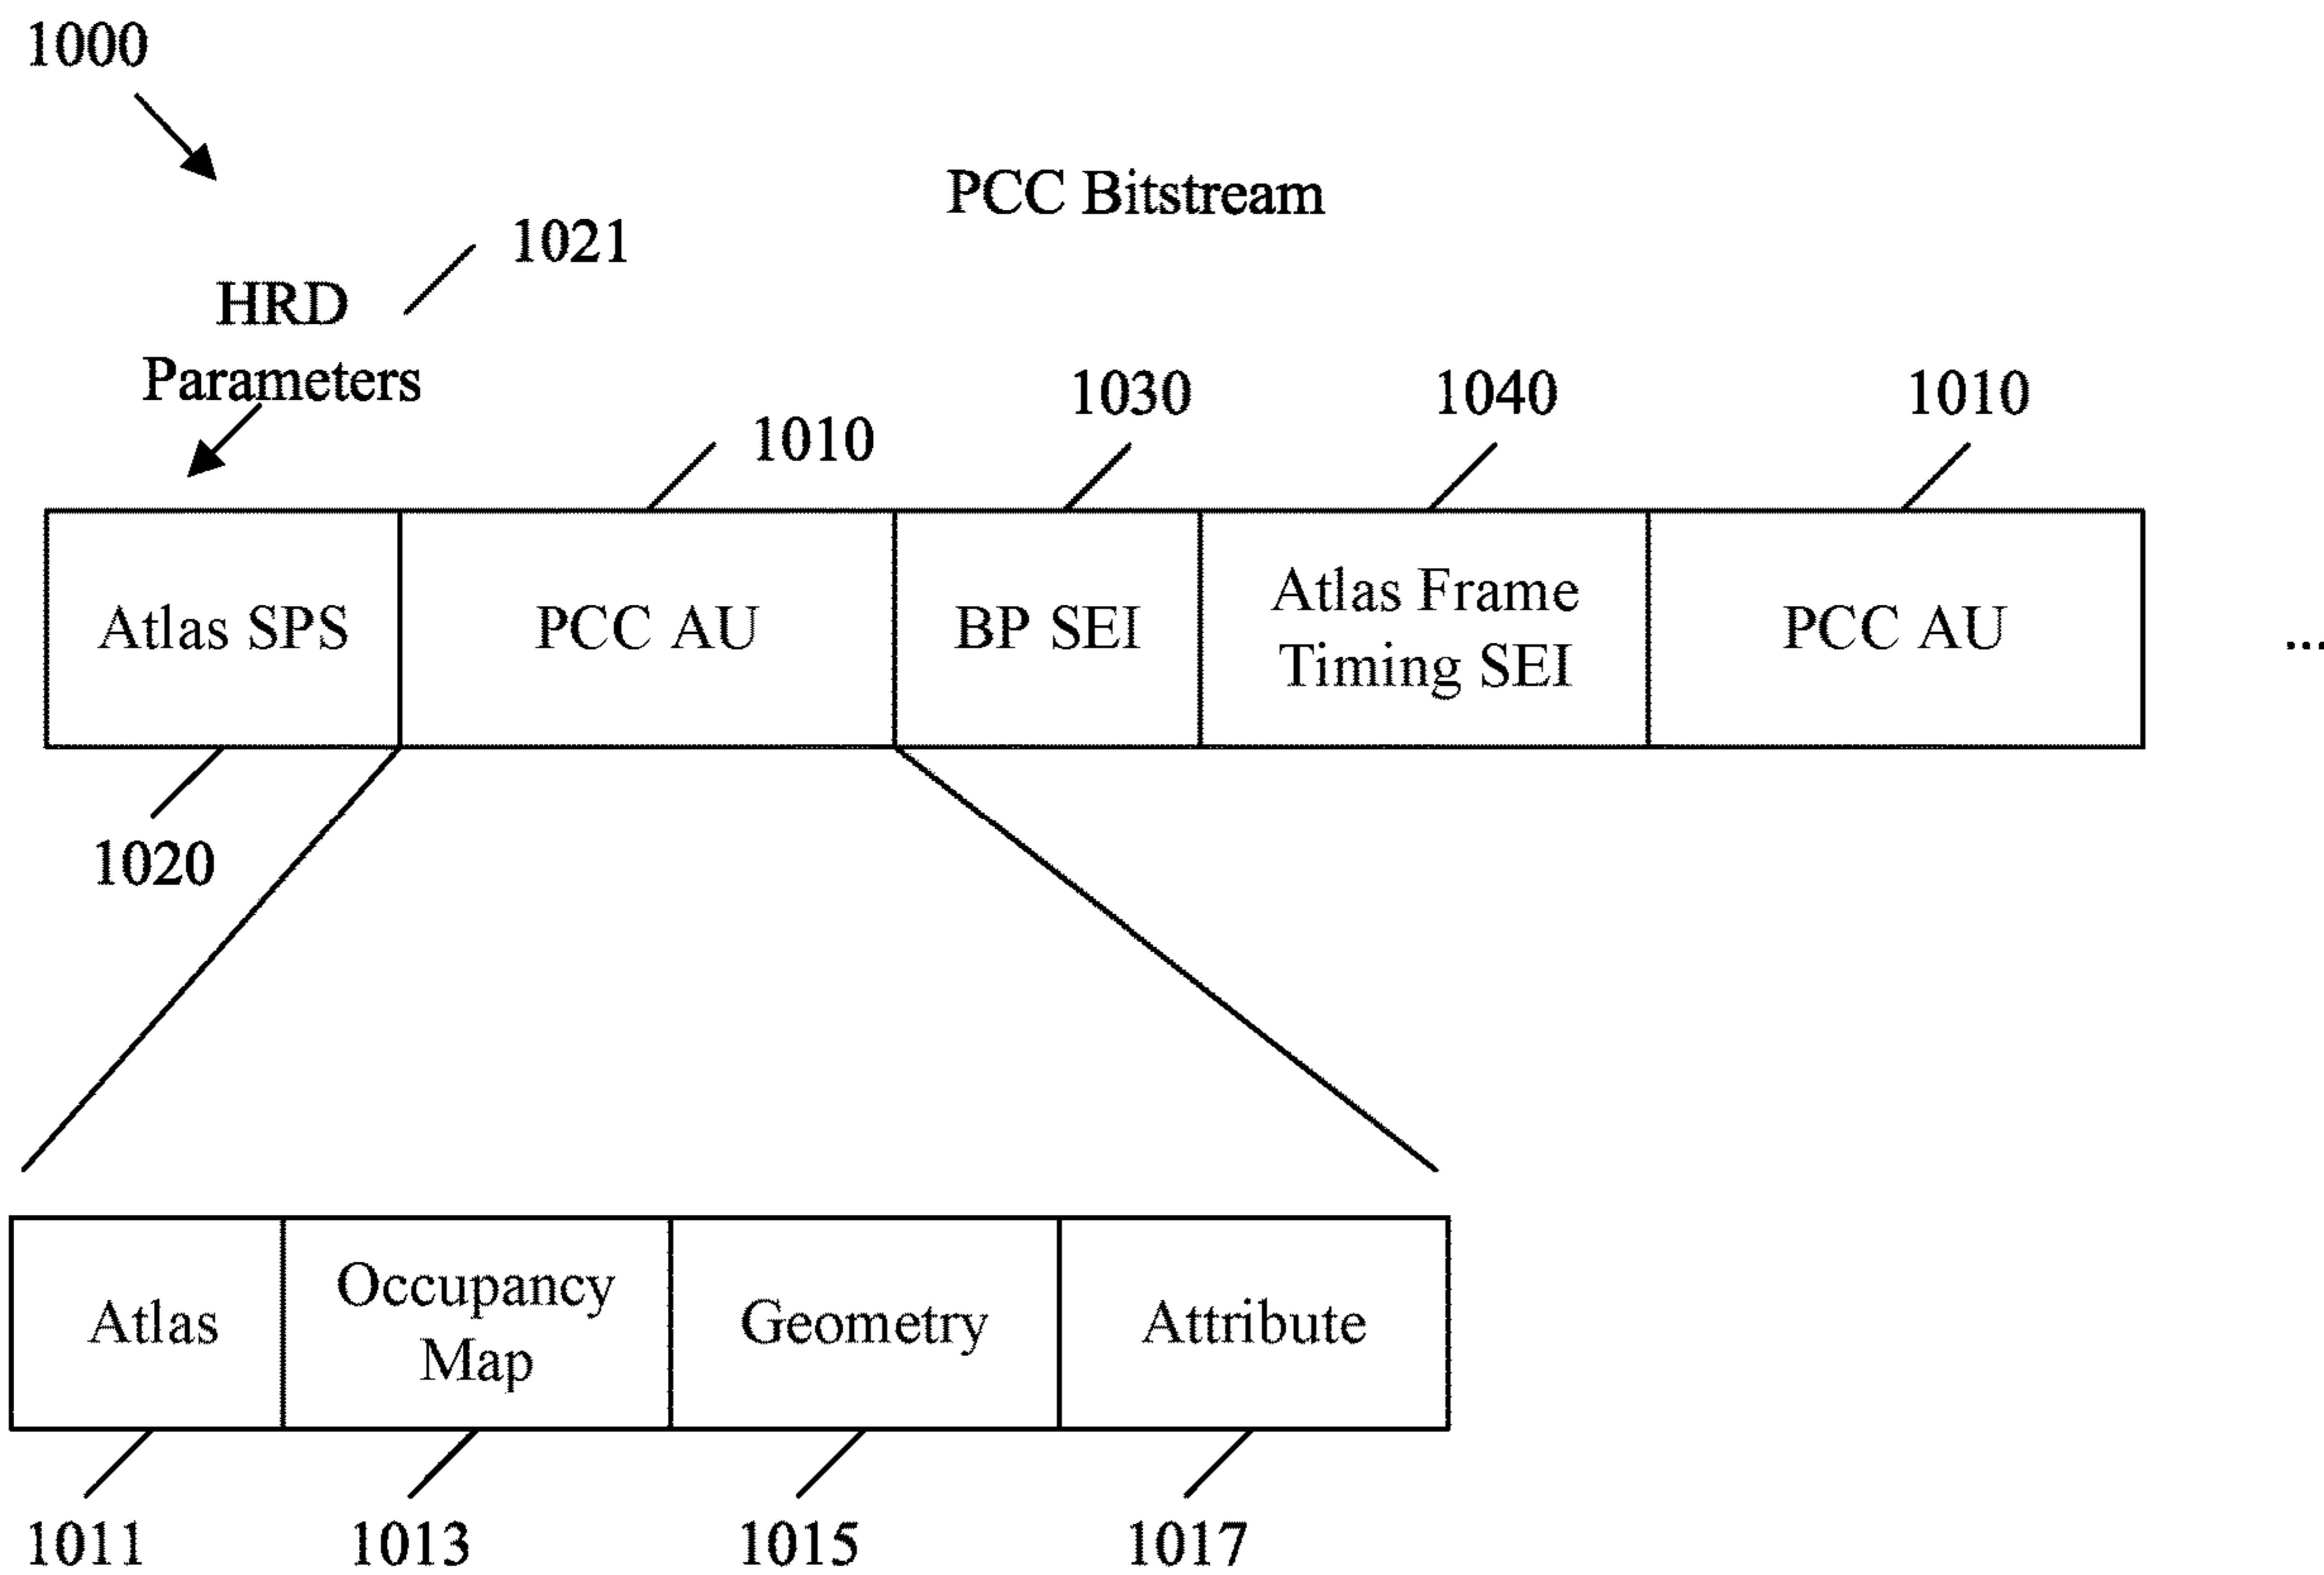 1000
PCC Bitstream
1021
HRD
Parameters
1010
1030
1040
1010
Atlas SPS
PCC AU
BP SEI
Atlas Frame
Timing SEI
PCC AU
...
1020
Atlas
Occupancy
Map
Geometry
Attribute
1011
1013
1015
1017